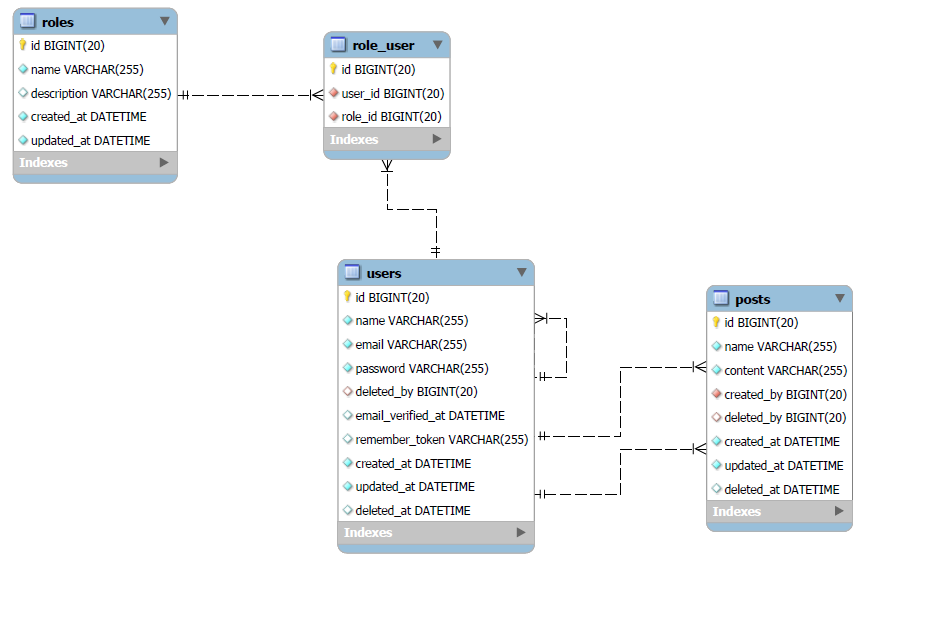 roles
id BIGINT(20)
name VARCHAR(255)
description VARCHAR(255)
created_at DATETIME
updated_at DATETIME
Indexes
role_user
id BIGINT(20)
user_id BIGINT(20)
role_id BIGINT(20)
Indexes
users
id BIGINT(20)
name VARCHAR(255)
email VARCHAR(255)
password VARCHAR(255)
deleted_by BIGINT(20)
email_verified_at DATETIME
remember_token VARCHAR(255)
created_at DATETIME
updated_at DATETIME
deleted_at DATETIME
Indexes
posts
id BIGINT(20)
name VARCHAR(255)
content VARCHAR(255)
created_by BIGINT(20)
deleted_by BIGINT(20)
created_at DATETIME
updated_at DATETIME
deleted_at DATETIME
Indexes